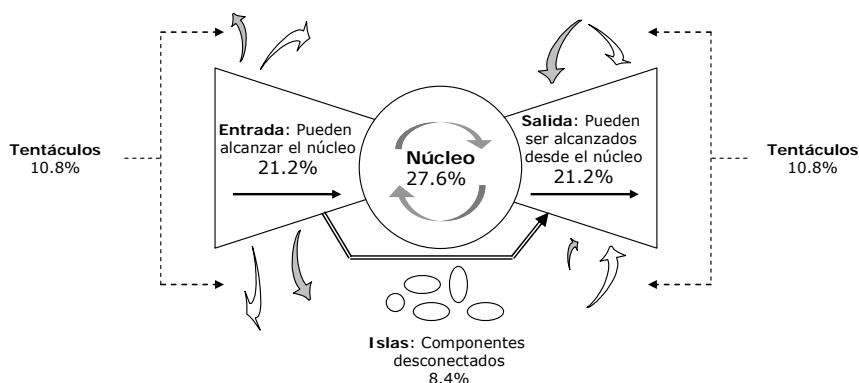 Tentáculos
10.8%
Entrada: Pueden
alcanzar el núcleo
21.2%
Núcleo
27.6%
Salida: Pueden
ser alcanzados
desde el núcleo
21.2%
Tentáculos
10.8%
Islas: Componentes
desconectados
8.4%